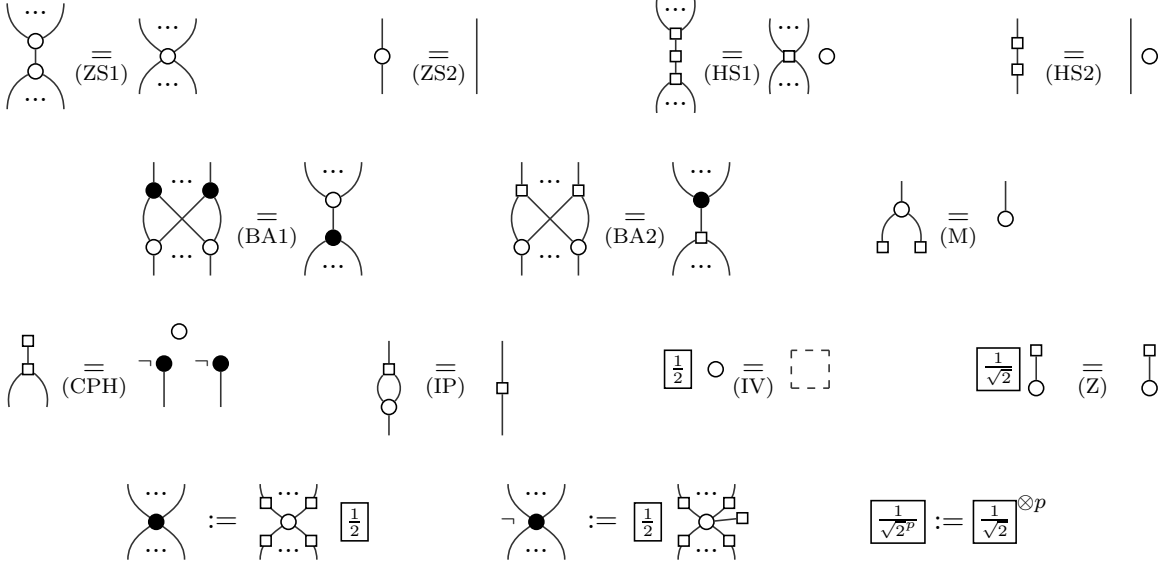 ... ... = (ZS1) ... ...
= (ZS2)
... ... = (HS1) ... ...
= (HS2)
... ... = (BA1) ... ...
... ... = (BA2) ... ...
= (M)
= (CPH) ¬ ¬
= (IP)
1/2 = (IV)
1/√2 = (Z)
... ... := ... ... 1/2
¬ ... ... := 1/2 ... ...
1/√2^p := 1/√2 ⊗p